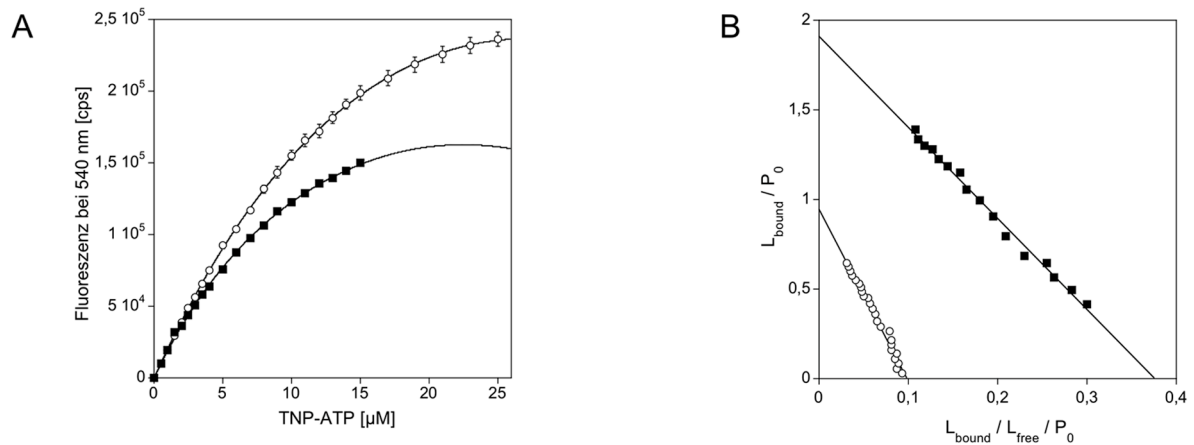 A
B
2,5 10⁵
2 10⁵
1,5 10⁵
1 10⁵
5 10⁴
0
Fluoreszenz bei 540 nm [cps]
0 5 10 15 20 25
TNP-ATP [µM]
2
1,5
1
0,5
0
L_bound / P_0
0 0,1 0,2 0,3 0,4
L_bound / L_free / P_0